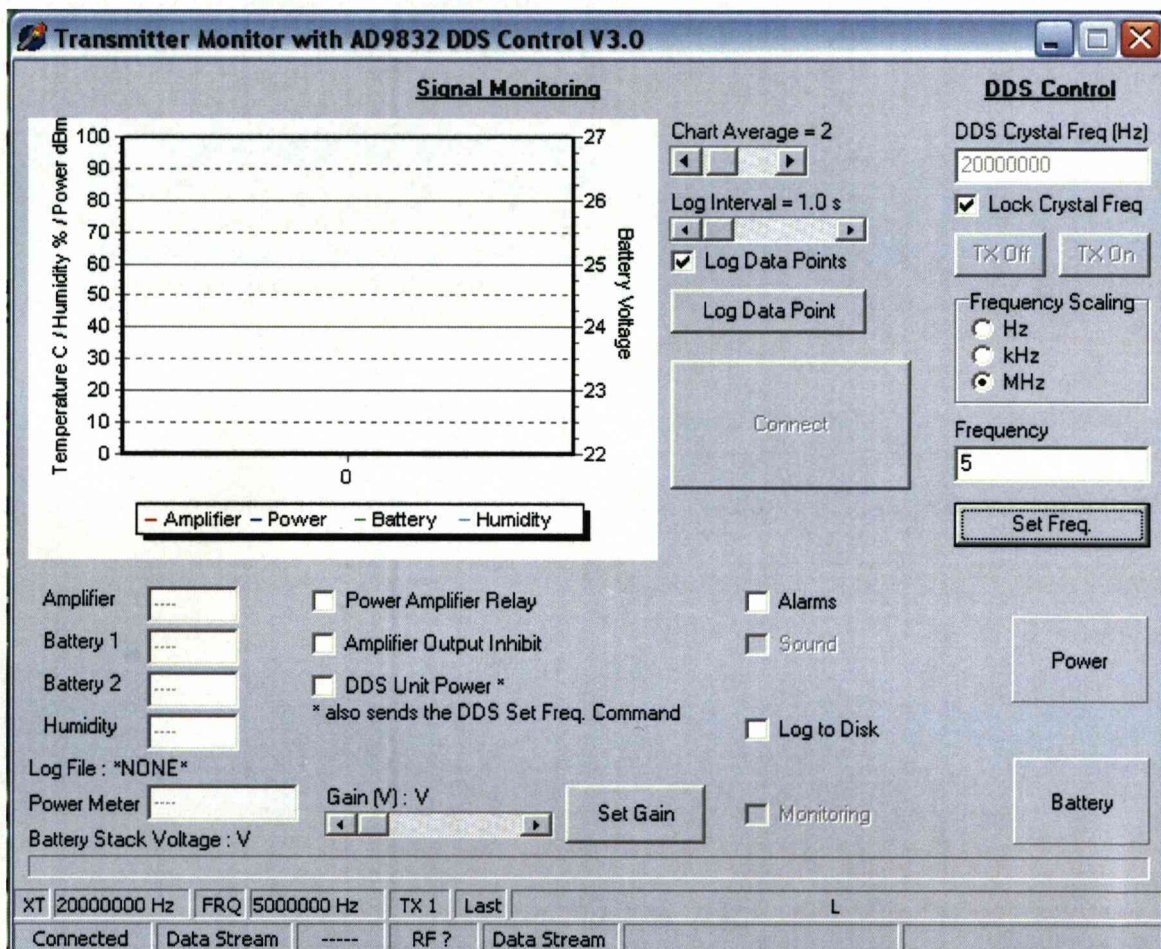 Transmitter Monitor with AD9832 DDS Control V3.0
Signal Monitoring
DDS Control
100
90
80
70
60
50
40
30
20
10
0
Temperature C / Humidity % / Power dBm
27
26
25
24
23
22
Battery Voltage
0
Amplifier Power Battery Humidity
Chart Average = 2
Log Interval = 1.0 s
Log Data Points
Log Data Point
Connect
DDS Crystal Freq (Hz)
20000000
Lock Crystal Freq
TX Off TX On
Frequency Scaling
Hz
kHz
MHz
Frequency
5
Set Freq.
Amplifier ----
Battery 1 ----
Battery 2 ----
Humidity ----
Log File : *NONE*
Power Meter ----
Battery Stack Voltage : V
Power Amplifier Relay
Amplifier Output Inhibit
DDS Unit Power *
* also sends the DDS Set Freq. Command
Gain (V) : V
Set Gain
Alarms
Sound
Log to Disk
Monitoring
Power
Battery
XT 20000000 Hz FRQ 5000000 Hz TX 1 Last L
Connected Data Stream ----- RF ? Data Stream